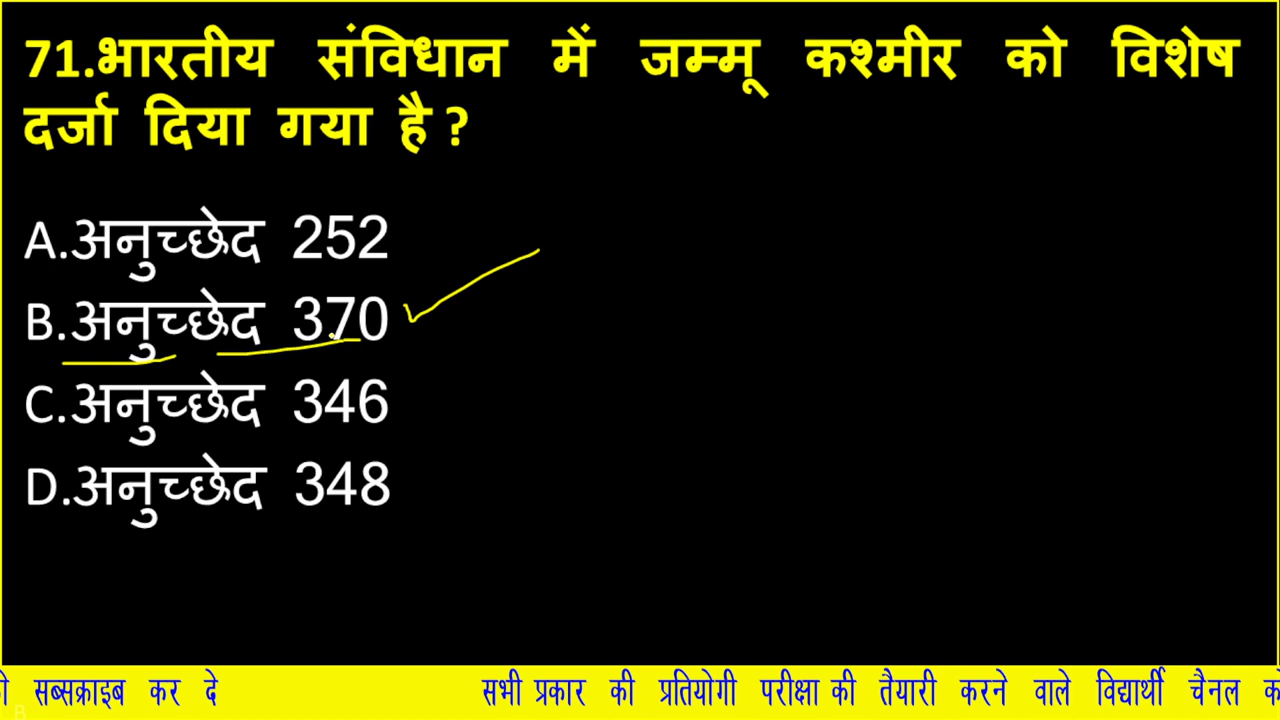 71.भारतीय संविधान में जम्मू कश्मीर को विशेष
दर्जा दिया गया है ?
A.अनुच्छेद 252
B.अनुच्छेद 370
C.अनुच्छेद 346
D.अनुच्छेद 348
सब्सक्राइब कर दे सभी प्रकार की प्रतियोगी परीक्षा की तैयारी करने वाले विद्यार्थी चैनल